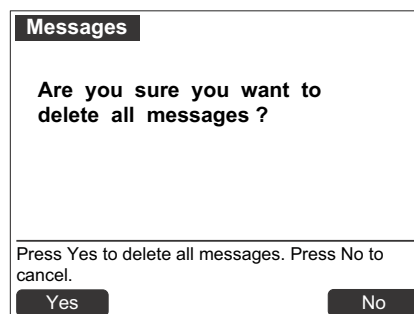 Messages
Are you sure you want to
delete all messages ?
Press Yes to delete all messages. Press No to
cancel.
Yes
No